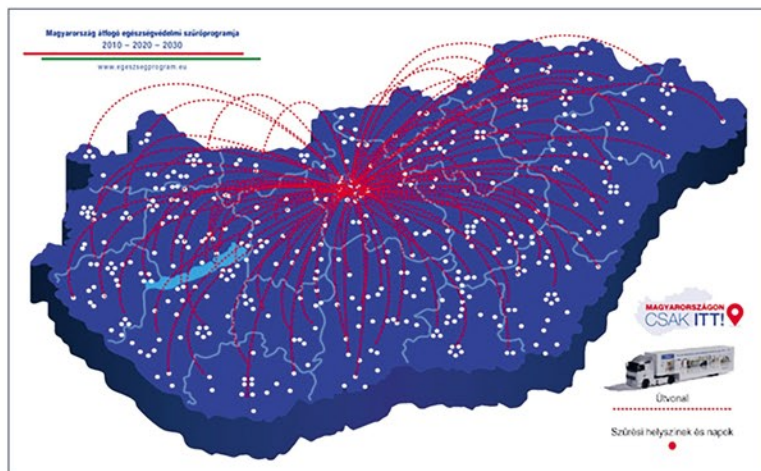 Magyarország átfogó egészségvédelmi szűrőprogramja
2010 – 2020 – 2030
www.egeszsegprogram.eu
MAGYARORSZÁGON
CSAK ITT!
Útvonal
Szűrési helyszínek és napok